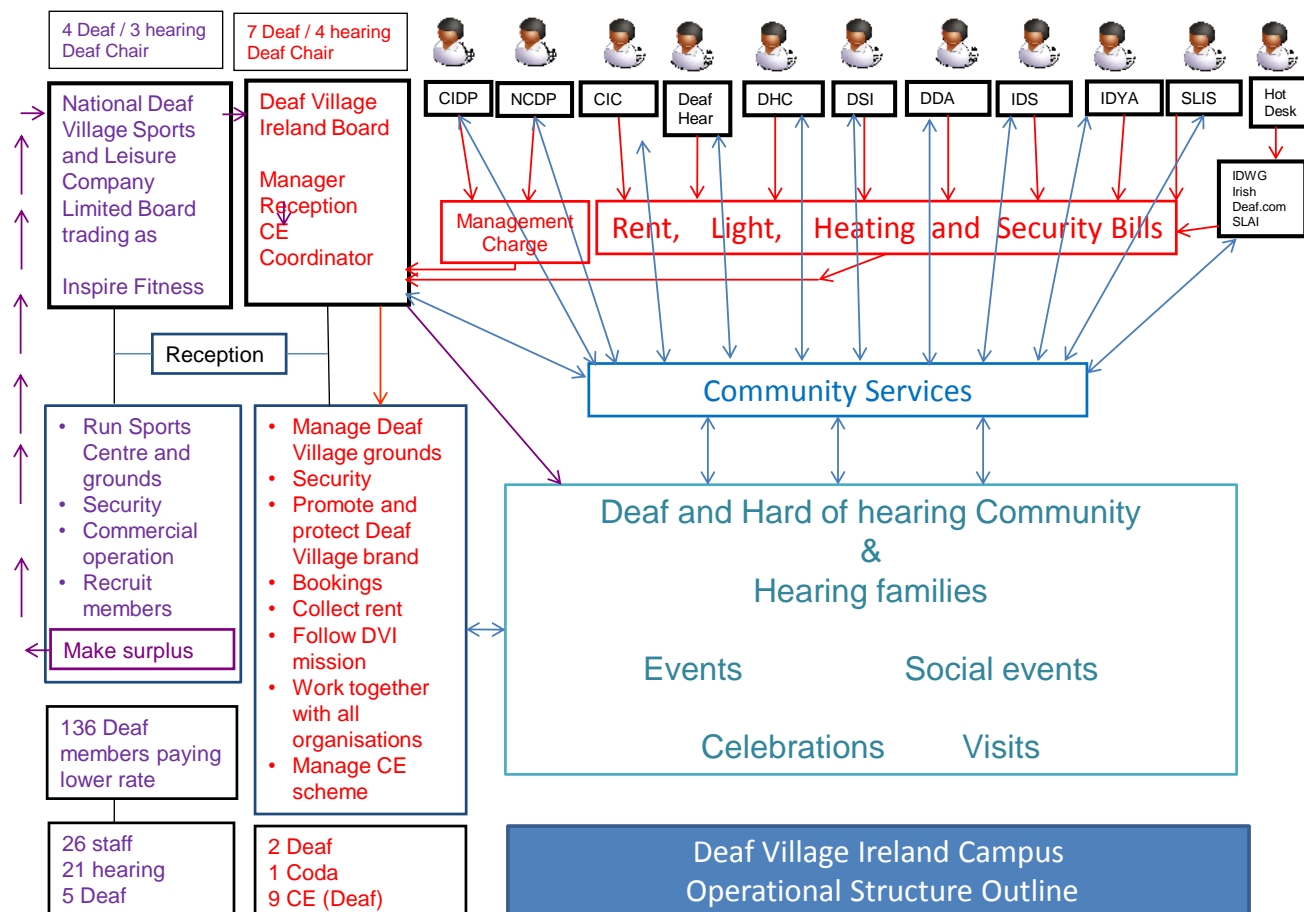 4 Deaf / 3 hearing
Deaf Chair
7 Deaf / 4 hearing
Deaf Chair
National Deaf
Village Sports
and Leisure
Company
Limited Board
trading as
Inspire Fitness
Deaf Village
Ireland Board
Manager
Reception
CE
Coordinator
CIDP
NCDP
CIC
Deaf
Hear
DHC
DSI
DDA
IDS
IDYA
SLIS
Hot
Desk
IDWG
Irish
Deaf.com
SLAI
Management
Charge
Rent, Light, Heating and Security Bills
Reception
Community Services
• Run Sports
Centre and
grounds
• Security
• Commercial
operation
• Recruit
members
Make surplus
• Manage Deaf
Village grounds
• Security
• Promote and
protect Deaf
Village brand
• Bookings
• Collect rent
• Follow DVI
mission
• Work together
with all
organisations
• Manage CE
scheme
Deaf and Hard of hearing Community
&
Hearing families
Events Social events
Celebrations Visits
136 Deaf
members paying
lower rate
26 staff
21 hearing
5 Deaf
2 Deaf
1 Coda
9 CE (Deaf)
Deaf Village Ireland Campus
Operational Structure Outline